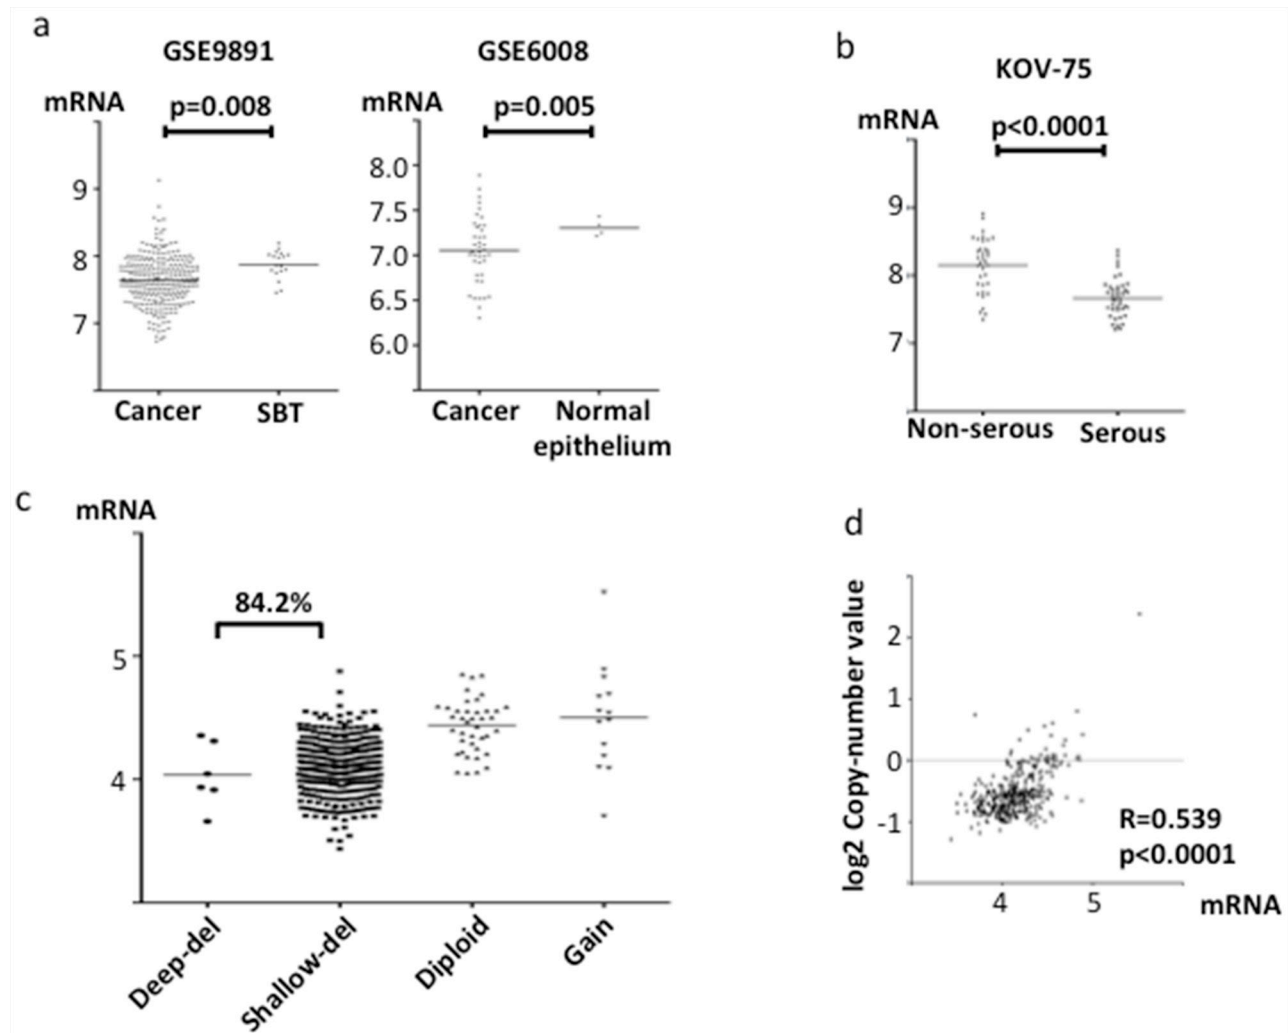 a
GSE9891
mRNA
p=0.008
9
8
7
Cancer
SBT
GSE6008
mRNA
p=0.005
8.0
7.5
7.0
6.5
6.0
Cancer
Normal
epithelium
b
KOV-75
mRNA
p<0.0001
9
8
7
Non-serous
Serous
c
mRNA
84.2%
5
4
Deep-del
Shallow-del
Diploid
Gain
d
log2 Copy-number value
2
1
0
-1
R=0.539
p<0.0001
4
5
mRNA